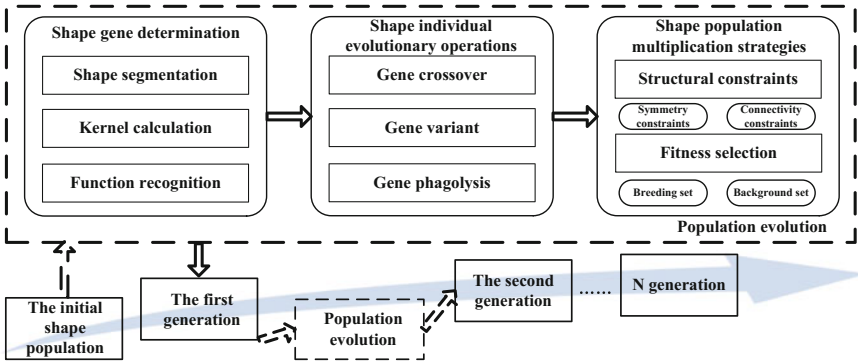 Shape gene determination
Shape segmentation
Kernel calculation
Function recognition
Shape individual
evolutionary operations
Gene crossover
Gene variant
Gene phagolysis
Shape population
multiplication strategies
Structural constraints
Symmetry
constraints
Connectivity
constraints
Fitness selection
Breeding set
Background set
Population evolution
The initial
shape
population
The first
generation
Population
evolution
The second
generation
......
N generation